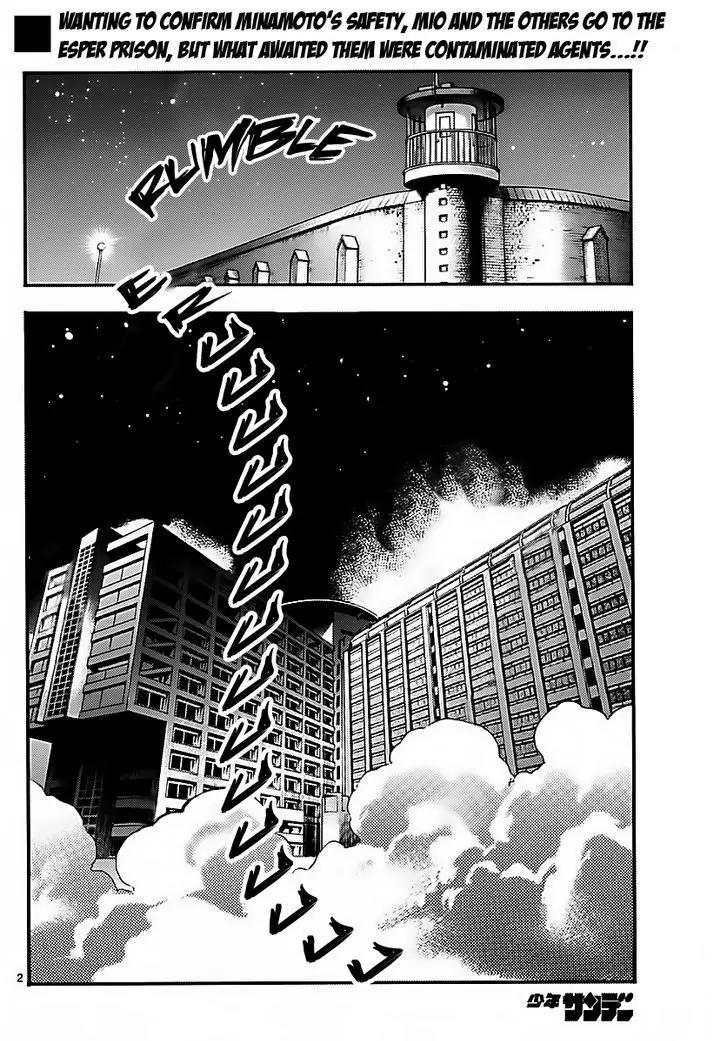 WANTING TO CONFIRM MINAMOTO'S SAFETY, MIO AND THE OTHERS GO TO THE
ESPER PRISON, BUT WHAT AWAITED THEM WERE CONTAMINATED AGENTS...!!
RUMBLE
E
R
2
少年サンデー